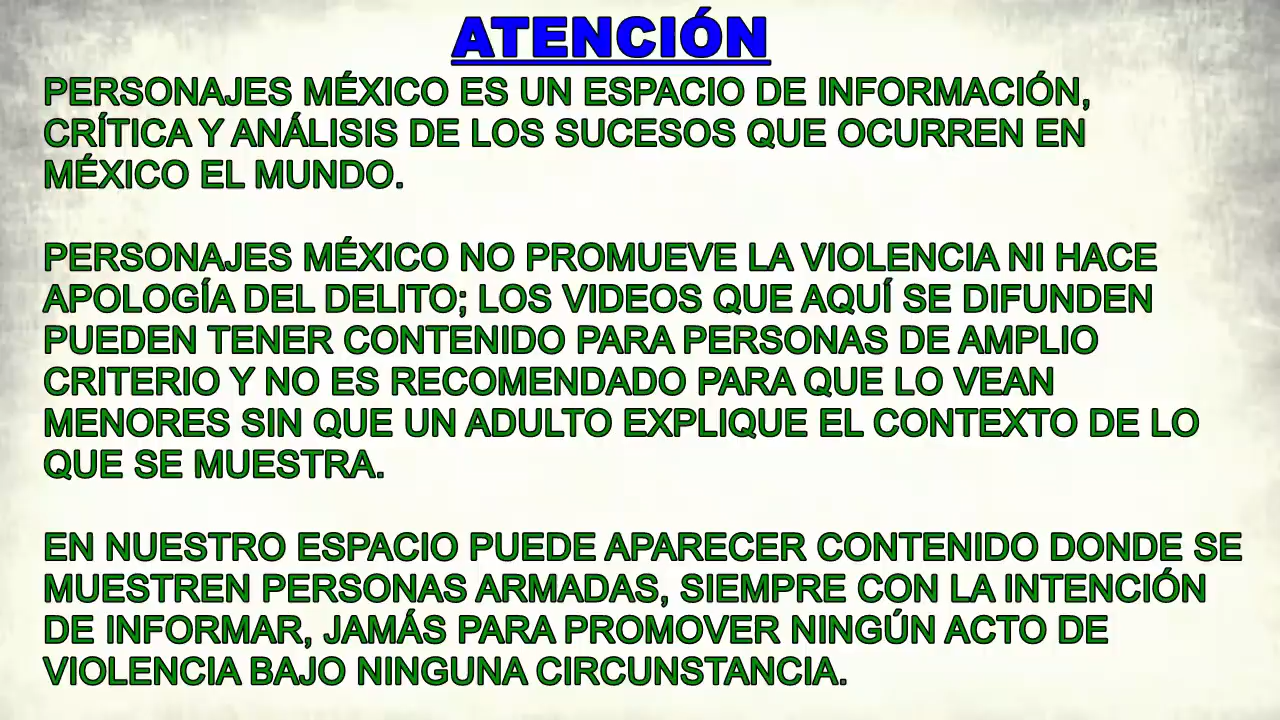 ATENCIÓN
PERSONAJES MÉXICO ES UN ESPACIO DE INFORMACIÓN,
CRÍTICA Y ANÁLISIS DE LOS SUCESOS QUE OCURREN EN
MÉXICO EL MUNDO.
PERSONAJES MÉXICO NO PROMUEVE LA VIOLENCIA NI HACE
APOLOGÍA DEL DELITO; LOS VIDEOS QUE AQUÍ SE DIFUNDEN
PUEDEN TENER CONTENIDO PARA PERSONAS DE AMPLIO
CRITERIO Y NO ES RECOMENDADO PARA QUE LO VEAN
MENORES SIN QUE UN ADULTO EXPLIQUE EL CONTEXTO DE LO
QUE SE MUESTRA.
EN NUESTRO ESPACIO PUEDE APARECER CONTENIDO DONDE SE
MUESTREN PERSONAS ARMADAS, SIEMPRE CON LA INTENCIÓN
DE INFORMAR, JAMÁS PARA PROMOVER NINGÚN ACTO DE
VIOLENCIA BAJO NINGUNA CIRCUNSTANCIA.